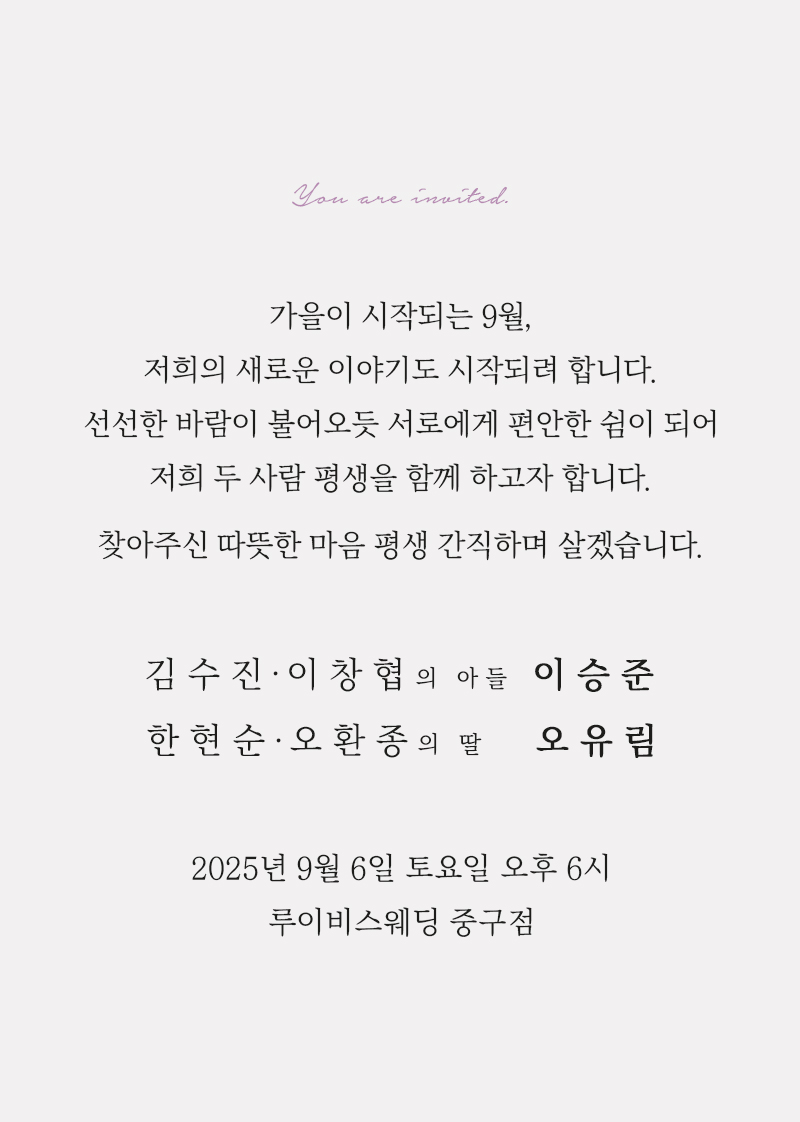 You are invited.
가을이 시작되는 9월,
저희의 새로운 이야기도 시작되려 합니다.
선선한 바람이 불어오듯 서로에게 편안한 쉼이 되어
저희 두 사람 평생을 함께 하고자 합니다.
찾아주신 따뜻한 마음 평생 간직하며 살겠습니다.
김수진·이창협의 아들 이승준
한현순·오환종의 딸 오유림
2025년 9월 6일 토요일 오후 6시
루이비스웨딩 중구점